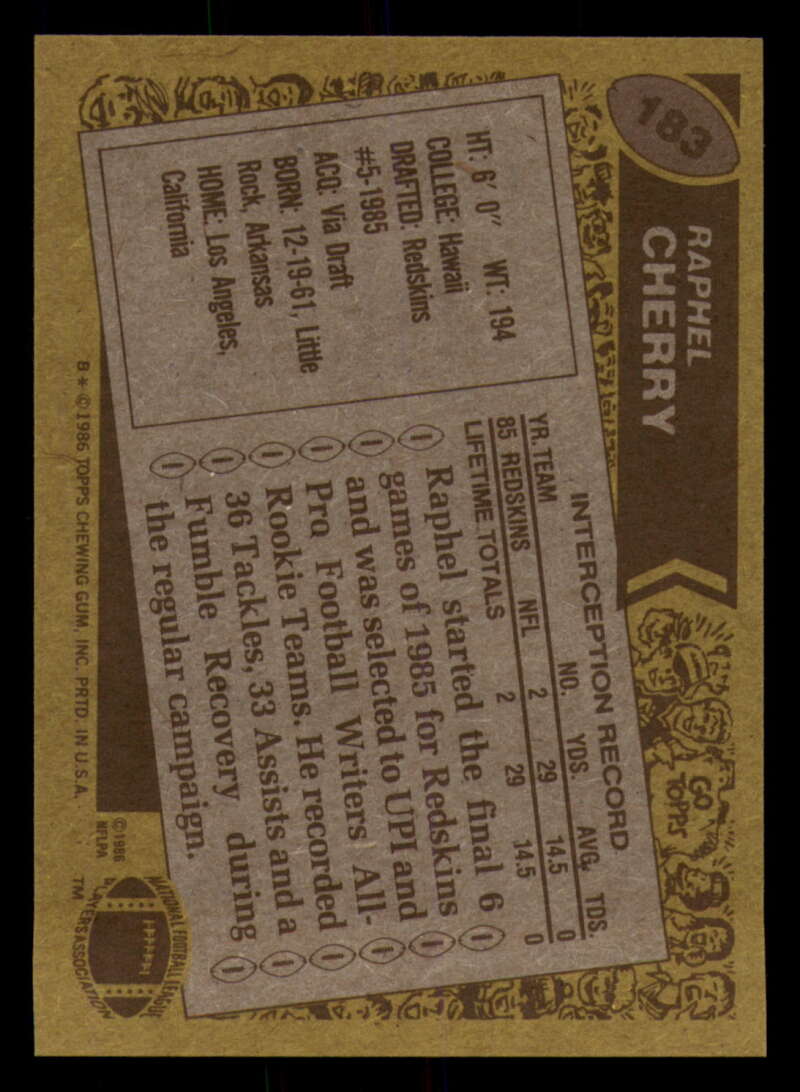 183
RAPHEL
CHERRY
HT: 6' 0" WT: 194
COLLEGE: Hawaii
DRAFTED: Redskins
#5-1985
ACQ: Via Draft
BORN: 12-19-61, Little
Rock, Arkansas
HOME: Los Angeles,
California
INTERCEPTION RECORD
YR. TEAM NFL NO. YDS. AVG. TDS.
85 REDSKINS 2 29 14.5 0
LIFETIME TOTALS 2 29 14.5 0
Raphel started the final 6
games of 1985 for Redskins
and was selected to UPI and
Pro Football Writers All-
Rookie Teams. He recorded
36 Tackles, 33 Assists and a
Fumble Recovery during
the regular campaign.
GO
TOPPS
B * © 1986 TOPPS CHEWING GUM, INC. PRTD. IN U.S.A.
© 1986
NFLPA
NATIONAL FOOTBALL LEAGUE
PLAYERS ASSOCIATION
TM